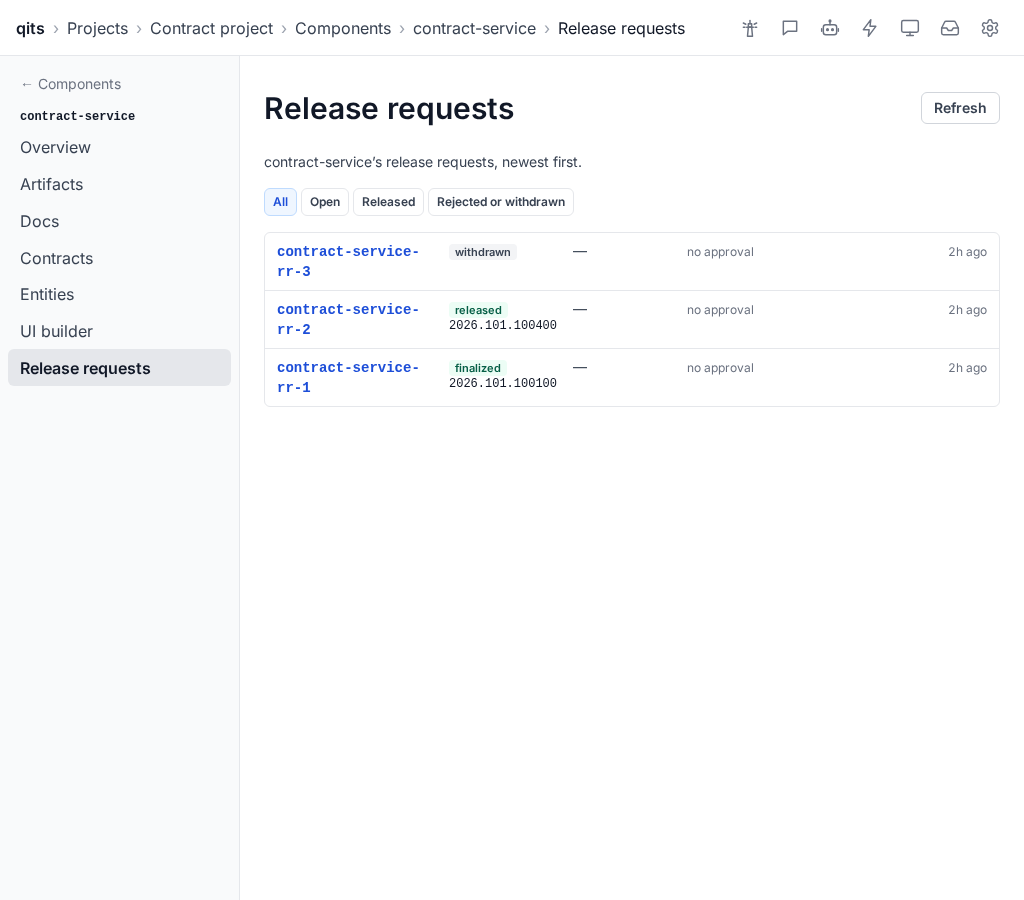 qits › Projects › Contract project › Components › contract-service › Release requests
← Components
contract-service
Overview
Artifacts
Docs
Contracts
Entities
UI builder
Release requests
Release requests
Refresh
contract-service’s release requests, newest first.
All Open Released Rejected or withdrawn
contract-service-
rr-3
withdrawn
—
no approval
2h ago
contract-service-
rr-2
released
2026.101.100400
—
no approval
2h ago
contract-service-
rr-1
finalized
2026.101.100100
—
no approval
2h ago